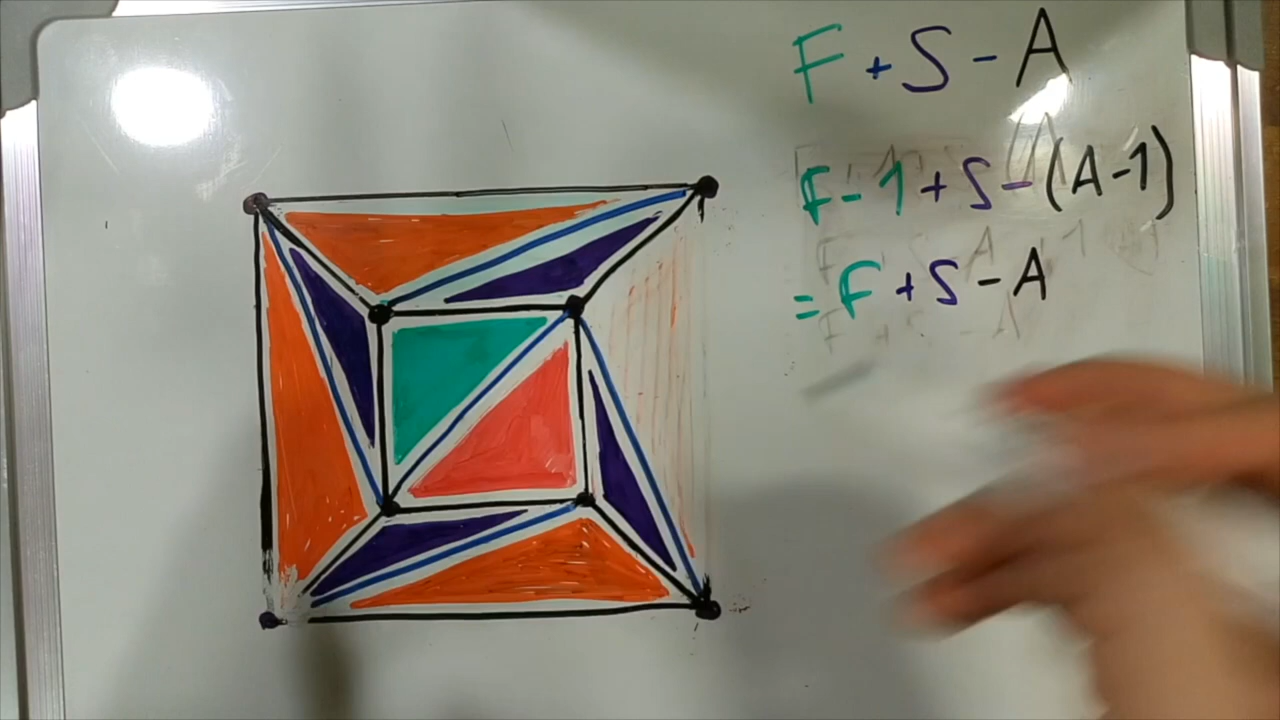 F + S - A
F - 1 + S - (A - 1)
= F + S - A